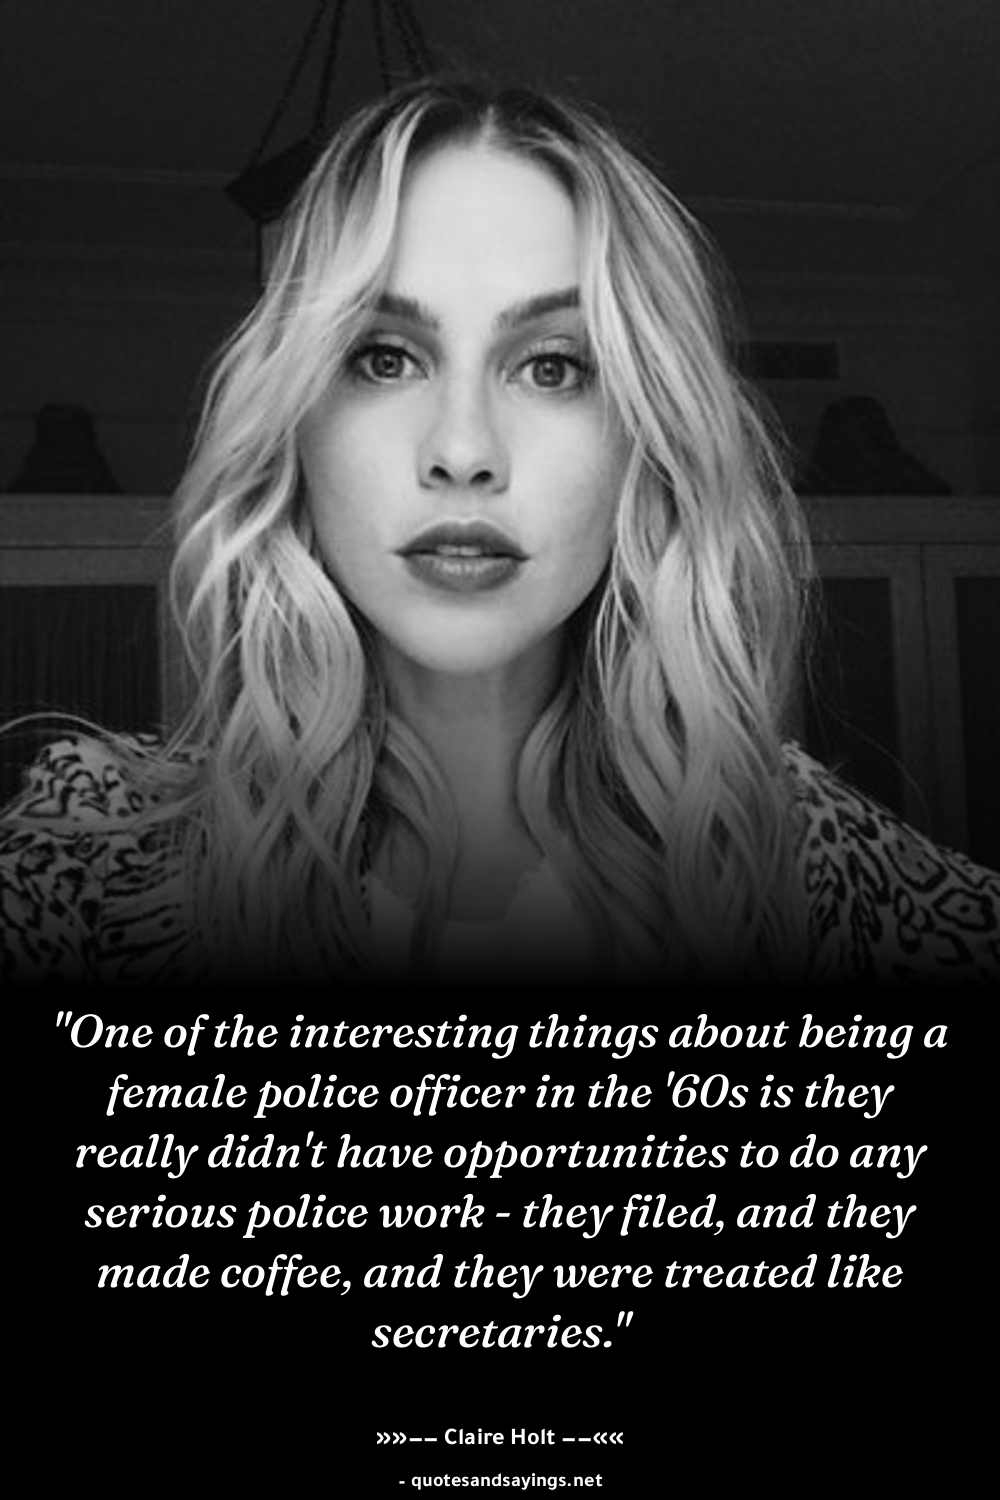 "One of the interesting things about being a
female police officer in the '60s is they
really didn't have opportunities to do any
serious police work - they filed, and they
made coffee, and they were treated like
secretaries."
»»–– Claire Holt ––««
- quotesandsayings.net